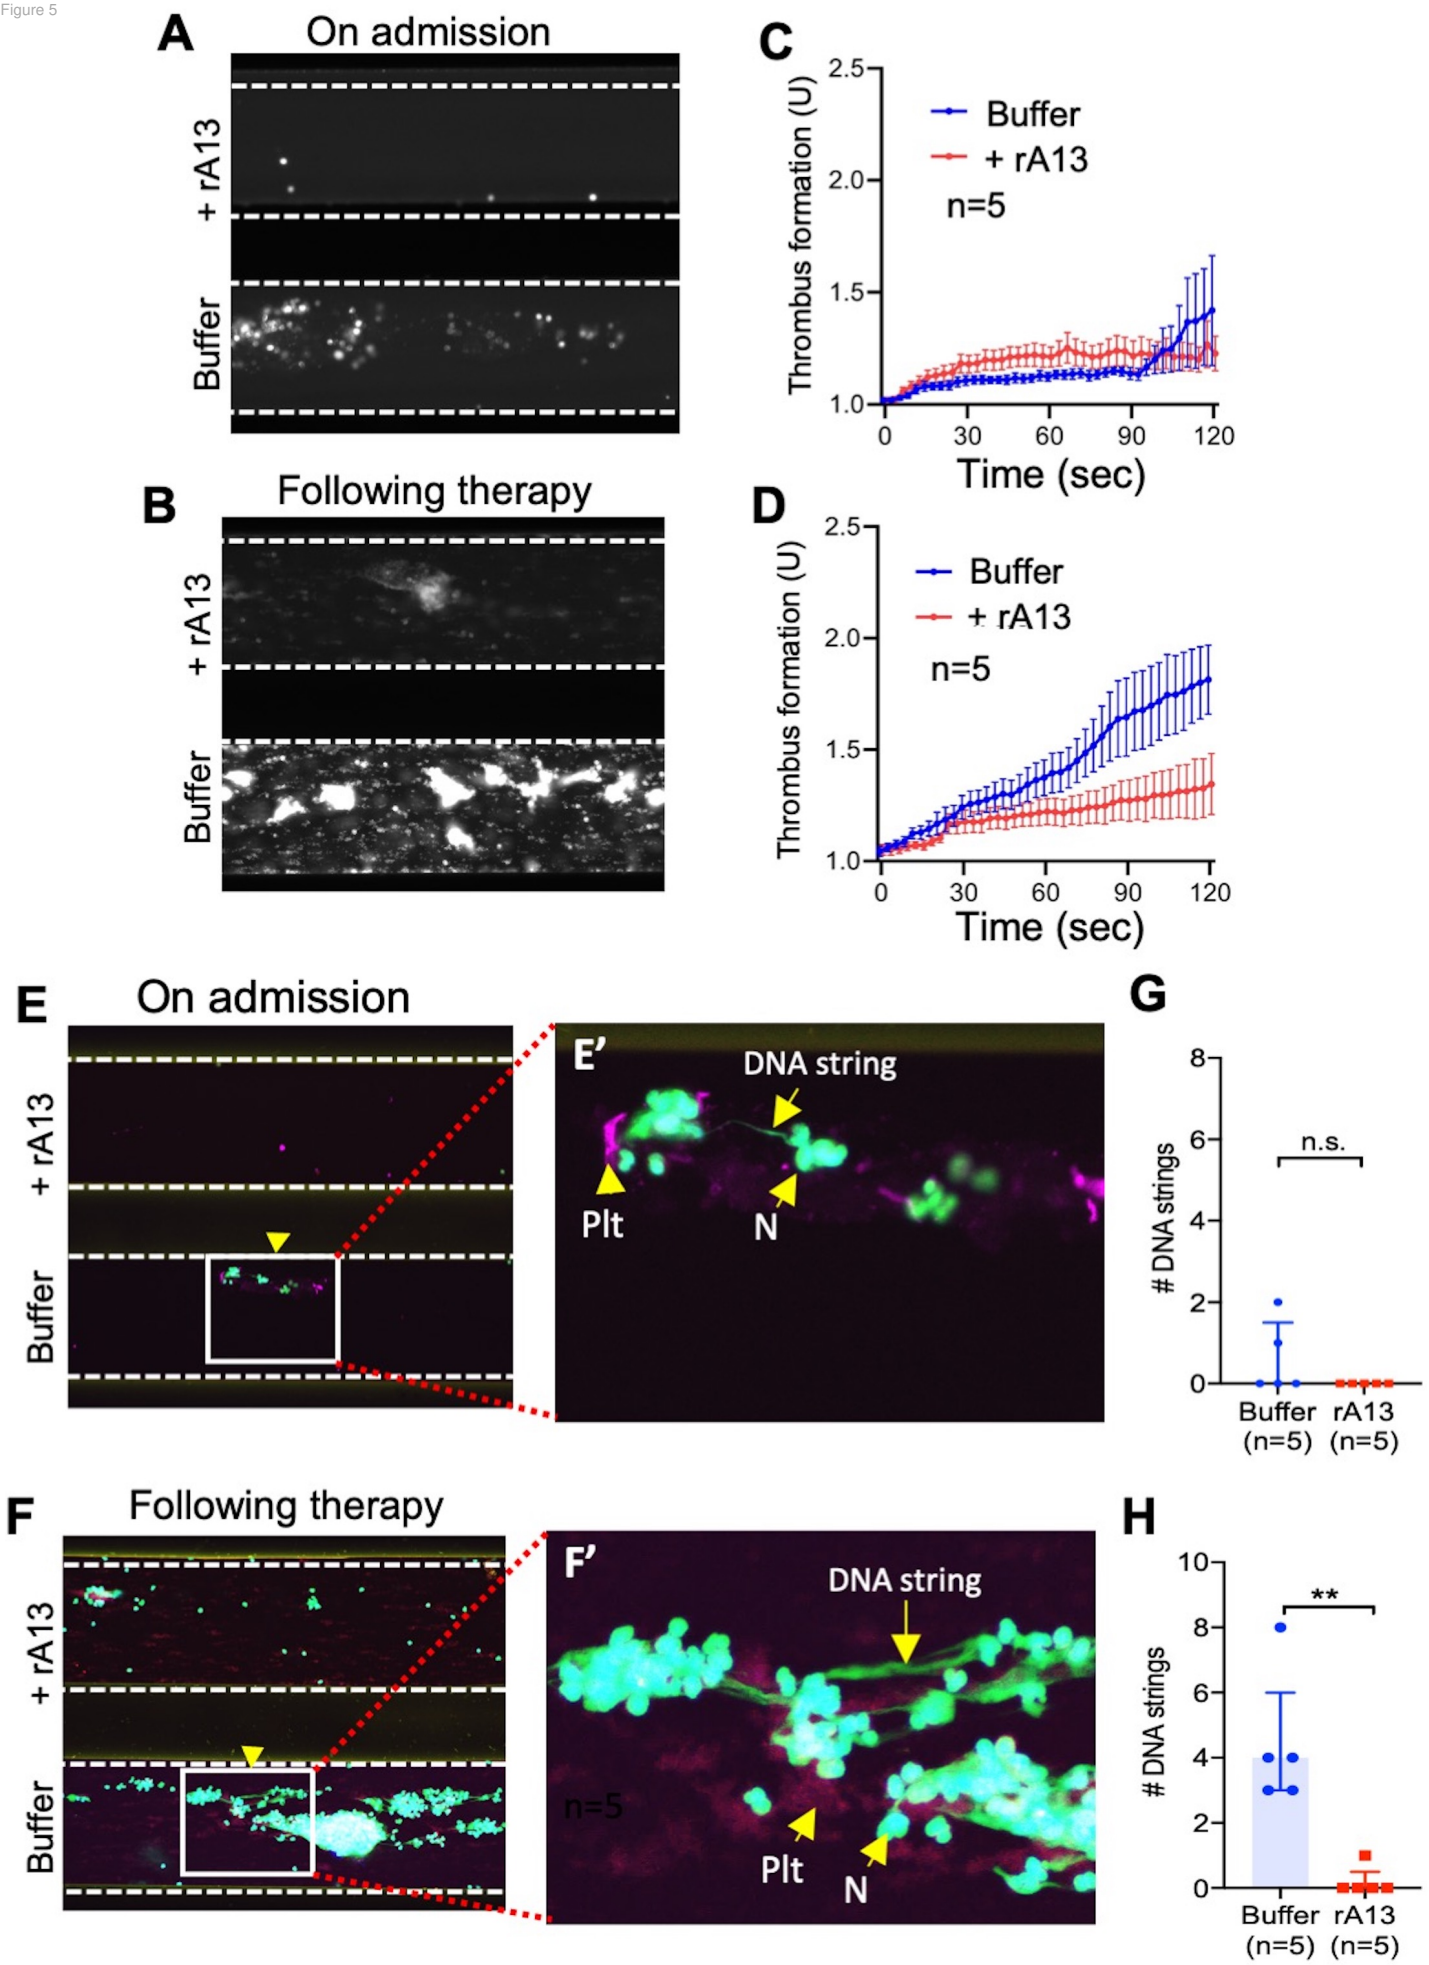 Figure 5
A
On admission
+ rA13
Buffer
C
Thrombus formation (U)
2.5
2.0
1.5
1.0
Buffer
+ rA13
n=5
0 30 60 90 120
Time (sec)
B
Following therapy
+ rA13
Buffer
D
Thrombus formation (U)
2.5
2.0
1.5
1.0
Buffer
+ rA13
n=5
0 30 60 90 120
Time (sec)
E
On admission
+ rA13
Buffer
E’
DNA string
Plt
N
G
# DNA strings
8
6
4
2
0
n.s.
Buffer rA13
(n=5) (n=5)
F
Following therapy
+ rA13
Buffer
F’
DNA string
n=5
Plt
N
H
# DNA strings
10
8
6
4
2
0
**
Buffer rA13
(n=5) (n=5)